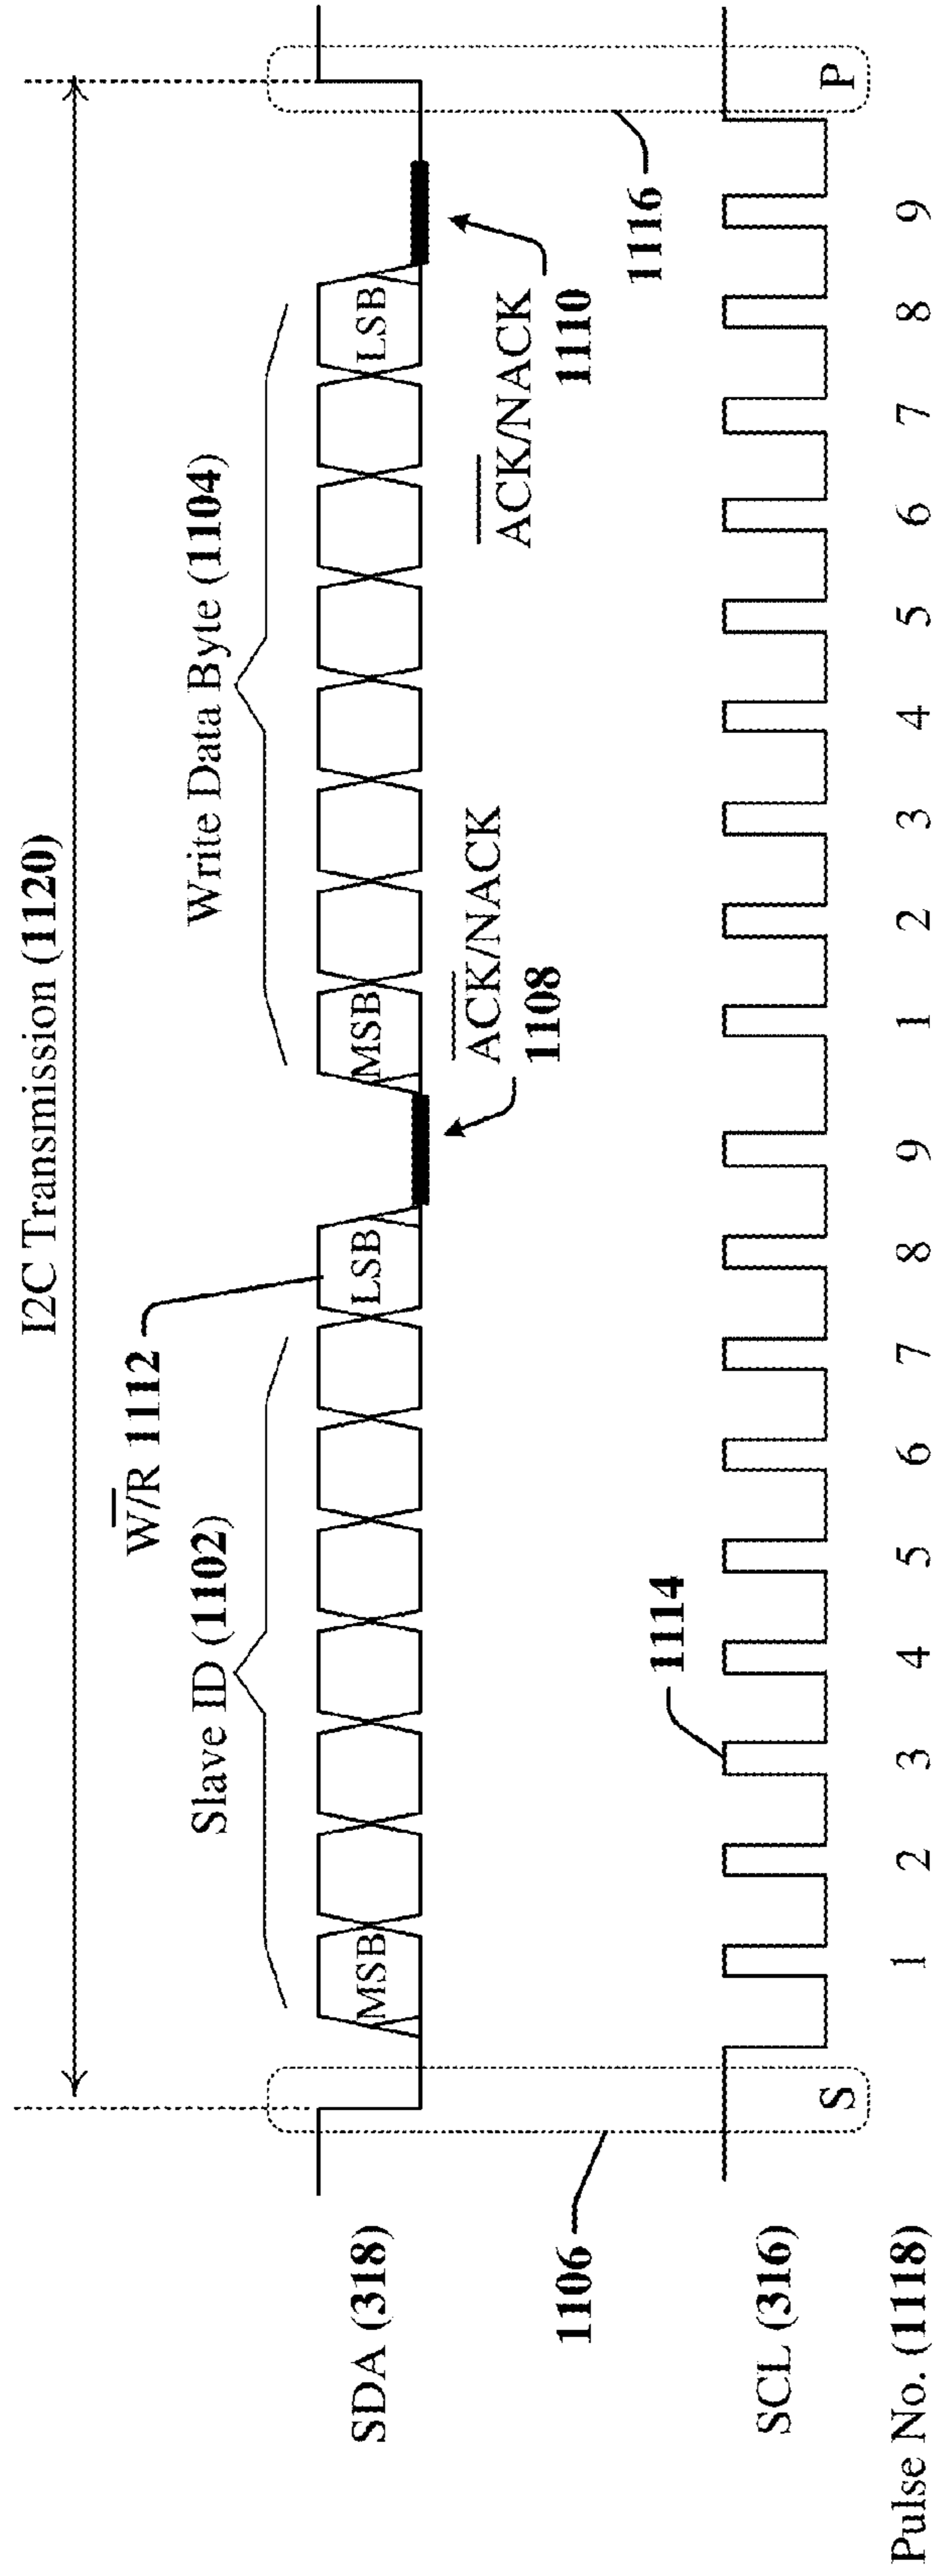 I2C Transmission (1120)
W̅/R 1112
Slave ID (1102)
Write Data Byte (1104)
SDA (318)
MSB
LSB
MSB
LSB
A̅C̅K̅/NACK
1108
A̅C̅K̅/NACK
1110
1106
1114
1116
SCL (316)
S
P
Pulse No. (1118)
1 2 3 4 5 6 7 8 9 1 2 3 4 5 6 7 8 9